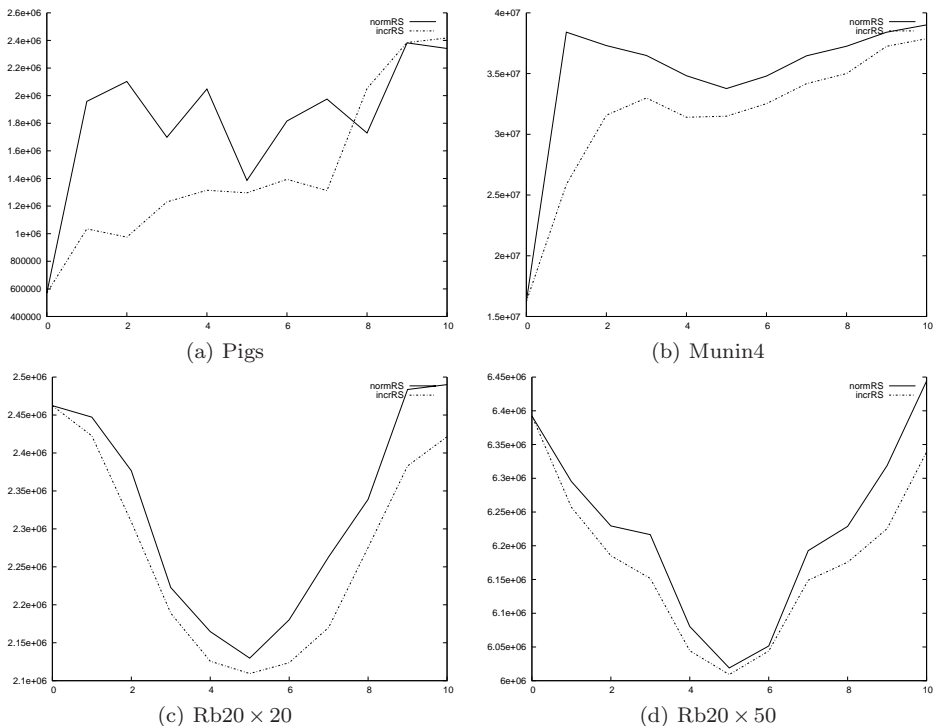 2.6e+06
2.4e+06
2.2e+06
2e+06
1.8e+06
1.6e+06
1.4e+06
1.2e+06
1e+06
800000
600000
400000
0 2 4 6 8 10
normRS
incrRS
(a) Pigs
4e+07
3.5e+07
3e+07
2.5e+07
2e+07
1.5e+07
0 2 4 6 8 10
normRS
incrRS
(b) Munin4
2.5e+06
2.45e+06
2.4e+06
2.35e+06
2.3e+06
2.25e+06
2.2e+06
2.15e+06
2.1e+06
0 2 4 6 8 10
normRS
incrRS
(c) Rb20 × 20
6.45e+06
6.4e+06
6.35e+06
6.3e+06
6.25e+06
6.2e+06
6.15e+06
6.1e+06
6.05e+06
6e+06
0 2 4 6 8 10
normRS
incrRS
(d) Rb20 × 50